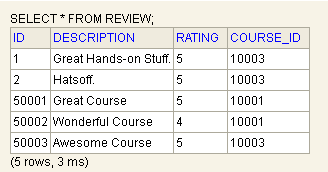 SELECT * FROM REVIEW;
ID DESCRIPTION RATING COURSE_ID
1 Great Hands-on Stuff. 5 10003
2 Hatsoff. 5 10003
50001 Great Course 5 10001
50002 Wonderful Course 4 10001
50003 Awesome Course 5 10003
(5 rows, 3 ms)